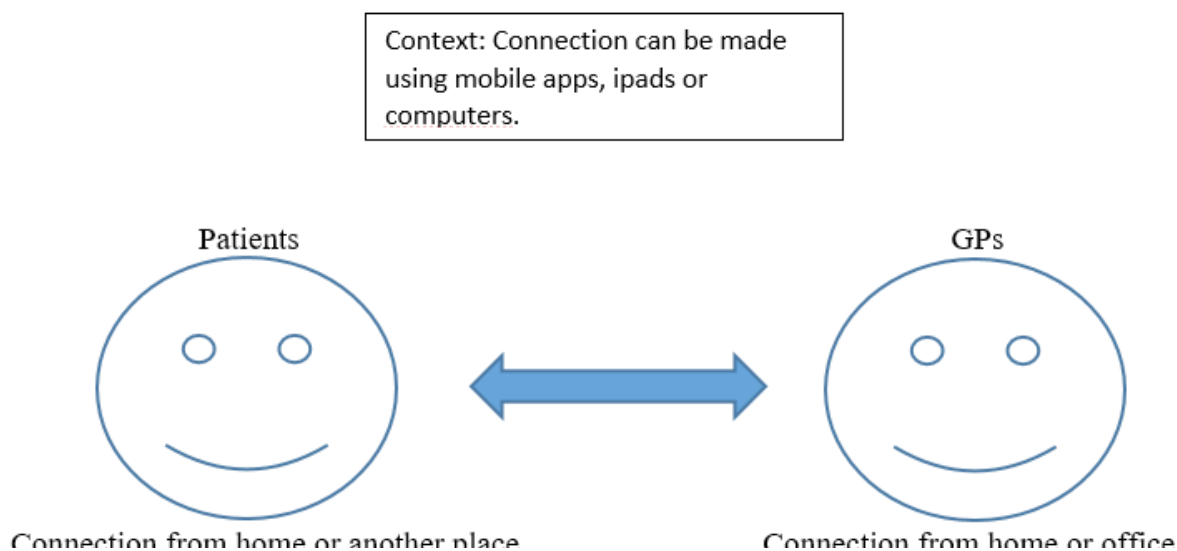 Context: Connection can be made
using mobile apps, ipads or
computers.
Patients
GPs
Connection from home or another place
Connection from home or office